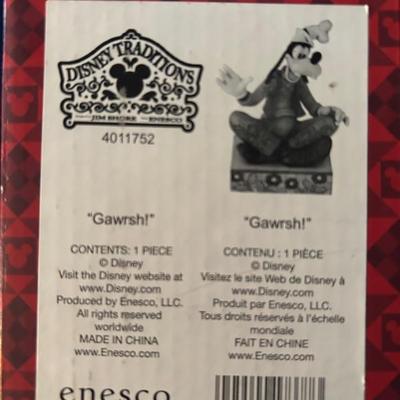 DISNEY TRADITIONS
JIM SHORE ENESCO
4011752
"Gawrsh!"
CONTENTS: 1 PIECE
© Disney
Visit the Disney website at
www.Disney.com
Produced by Enesco, LLC.
All rights reserved
worldwide
MADE IN CHINA
www.Enesco.com
enesco
"Gawrsh!"
CONTENU : 1 PIÈCE
© Disney
Visitez le site Web de Disney à
www.Disney.com
Produit par Enesco, LLC.
Tous droits réservés à l'échelle
mondiale
FAIT EN CHINE
www.Enesco.com